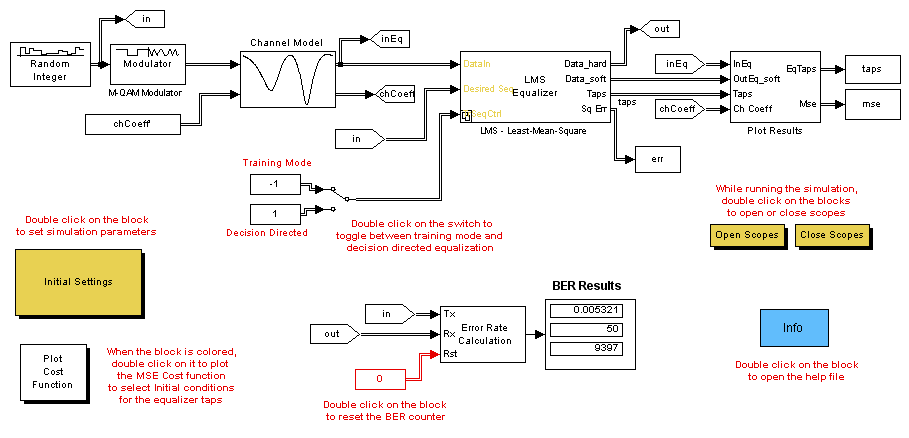 in
Random
Integer
Modulator
M-QAM Modulator
Channel Model
inEq
chCoeff
chCoeff'
in
DataIn
Desired Seq
SeqCtrl
LMS
Equalizer
Data_hard
Data_soft
Taps
Sq Err
LMS - Least-Mean-Square
out
taps
err
inEq
chCoeff
InEq
OutEq_soft
Taps
Ch Coeff
EqTaps
Mse
Plot Results
taps
mse
Training Mode
-1
1
Decision Directed
Double click on the switch to
toggle between training mode and
decision directed equalization
While running the simulation,
double click on the blocks
to open or close scopes
Open Scopes
Close Scopes
Double click on the block
to set simulation parameters
Initial Settings
Plot
Cost
Function
When the block is colored,
double click on it to plot
the MSE Cost function
to select Initial conditions
for the equalizer taps
in
out
0
Tx
Rx
Rst
Error Rate
Calculation
Double click on the block
to reset the BER counter
BER Results
0.005321
50
9397
Info
Double click on the block
to open the help file